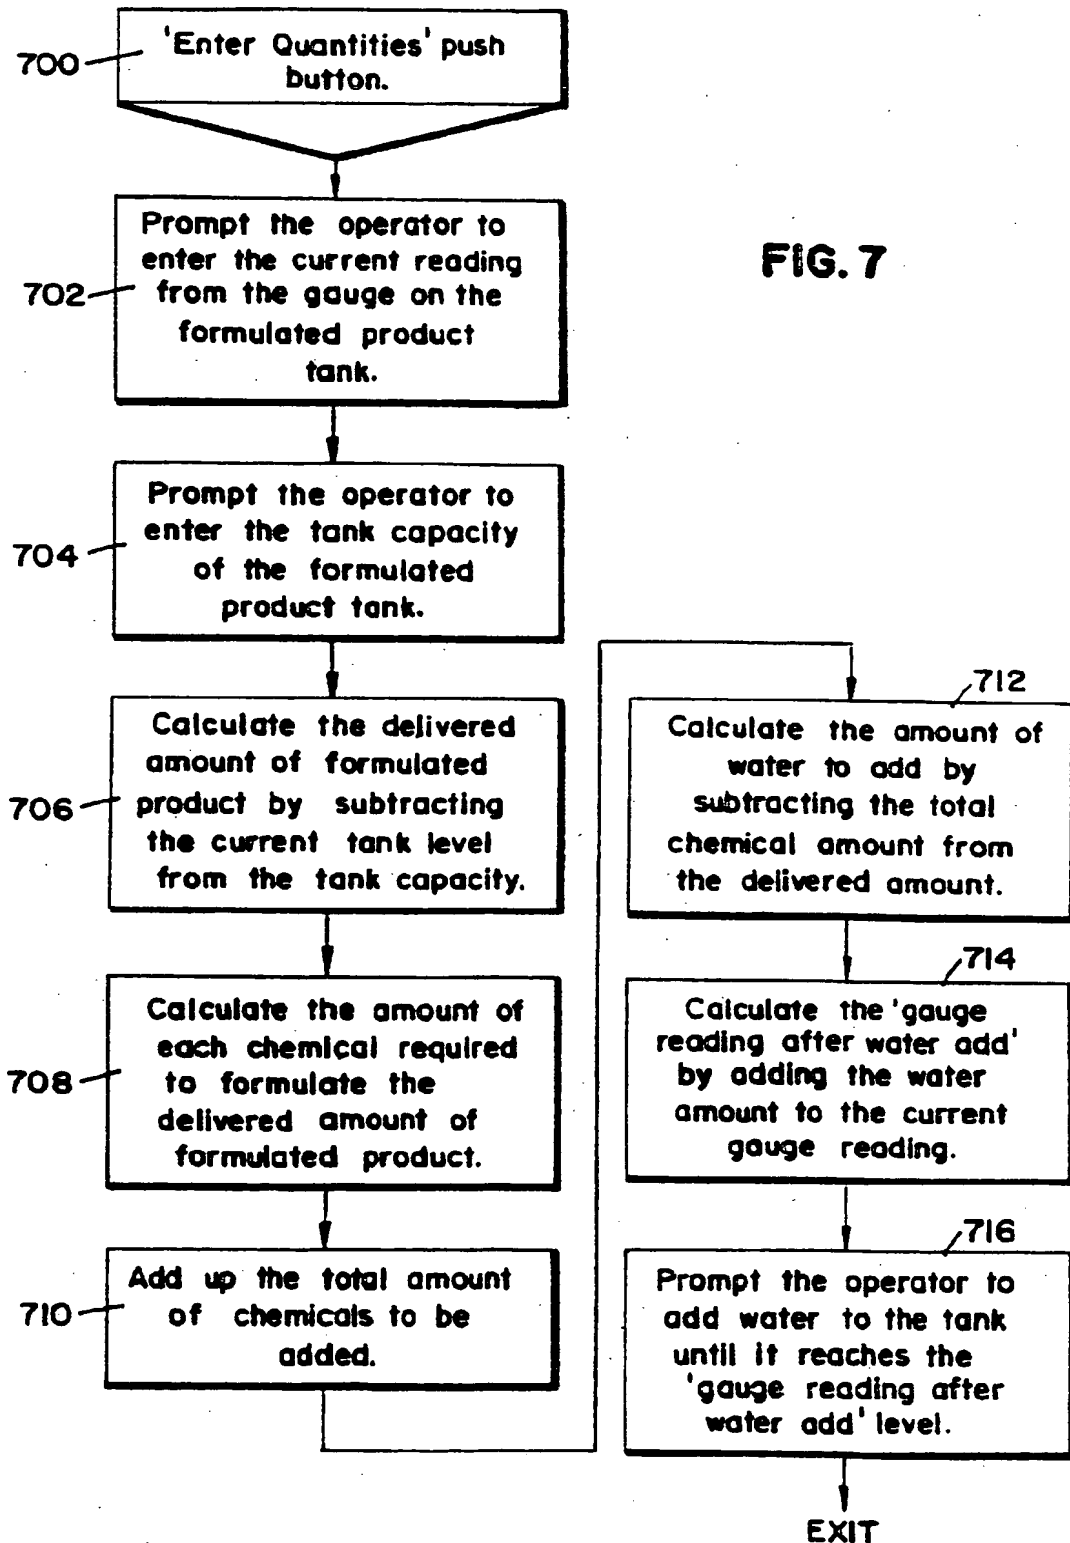 700
'Enter Quantities' push
button.
FIG. 7
702
Prompt the operator to
enter the current reading
from the gauge on the
formulated product
tank.
704
Prompt the operator to
enter the tank capacity
of the formulated
product tank.
706
Calculate the delivered
amount of formulated
product by subtracting
the current tank level
from the tank capacity.
708
Calculate the amount of
each chemical required
to formulate the
delivered amount of
formulated product.
710
Add up the total amount
of chemicals to be
added.
712
Calculate the amount of
water to add by
subtracting the total
chemical amount from
the delivered amount.
714
Calculate the 'gauge
reading after water add'
by adding the water
amount to the current
gauge reading.
716
Prompt the operator to
add water to the tank
until it reaches the
'gauge reading after
water add' level.
EXIT